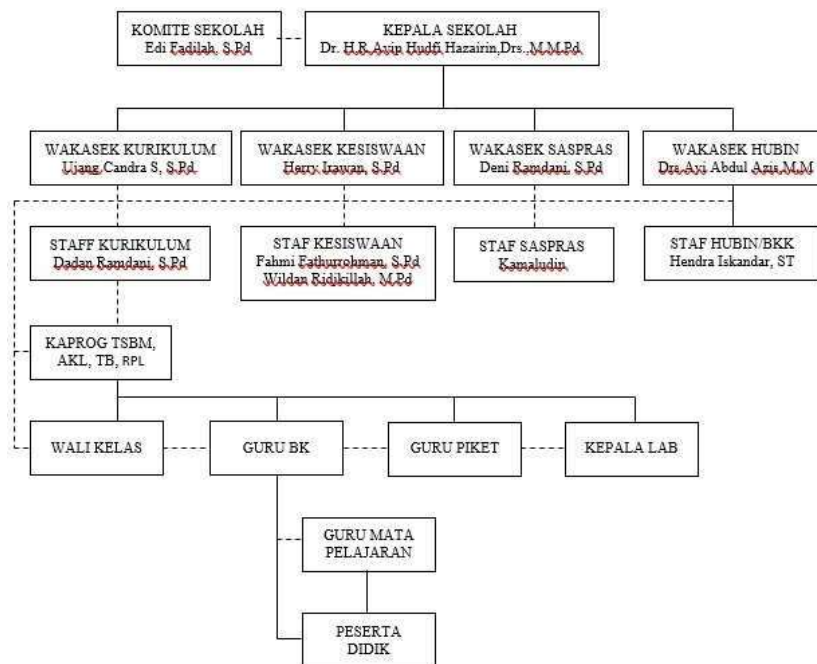 KOMITE SEKOLAH
Edi Fadilah, S.Pd
KEPALA SEKOLAH
Dr. H.R.Ayip Hudfi Hazairin,Drs.,M.M.Pd
WAKASEK KURIKULUM
Ujang Candra S, S.Pd
WAKASEK KESISWAAN
Herry Irawan, S.Pd
WAKASEK SASPRAS
Deni Ramdani, S.Pd
WAKASEK HUBIN
Drs.Ayi Abdul Azis,M.M
STAFF KURIKULUM
Dadan Ramdani, S.Pd
STAF KESISWAAN
Fahmi Fathurrohman, S.Pd
Wildan Ridikillah, M.Pd
STAF SASPRAS
Kamaludin
STAF HUBIN/BKK
Hendra Iskandar, ST
KAPROG TSBM,
AKL, TB, RPL
WALI KELAS
GURU BK
GURU PIKET
KEPALA LAB
GURU MATA
PELAJARAN
PESERTA
DIDIK